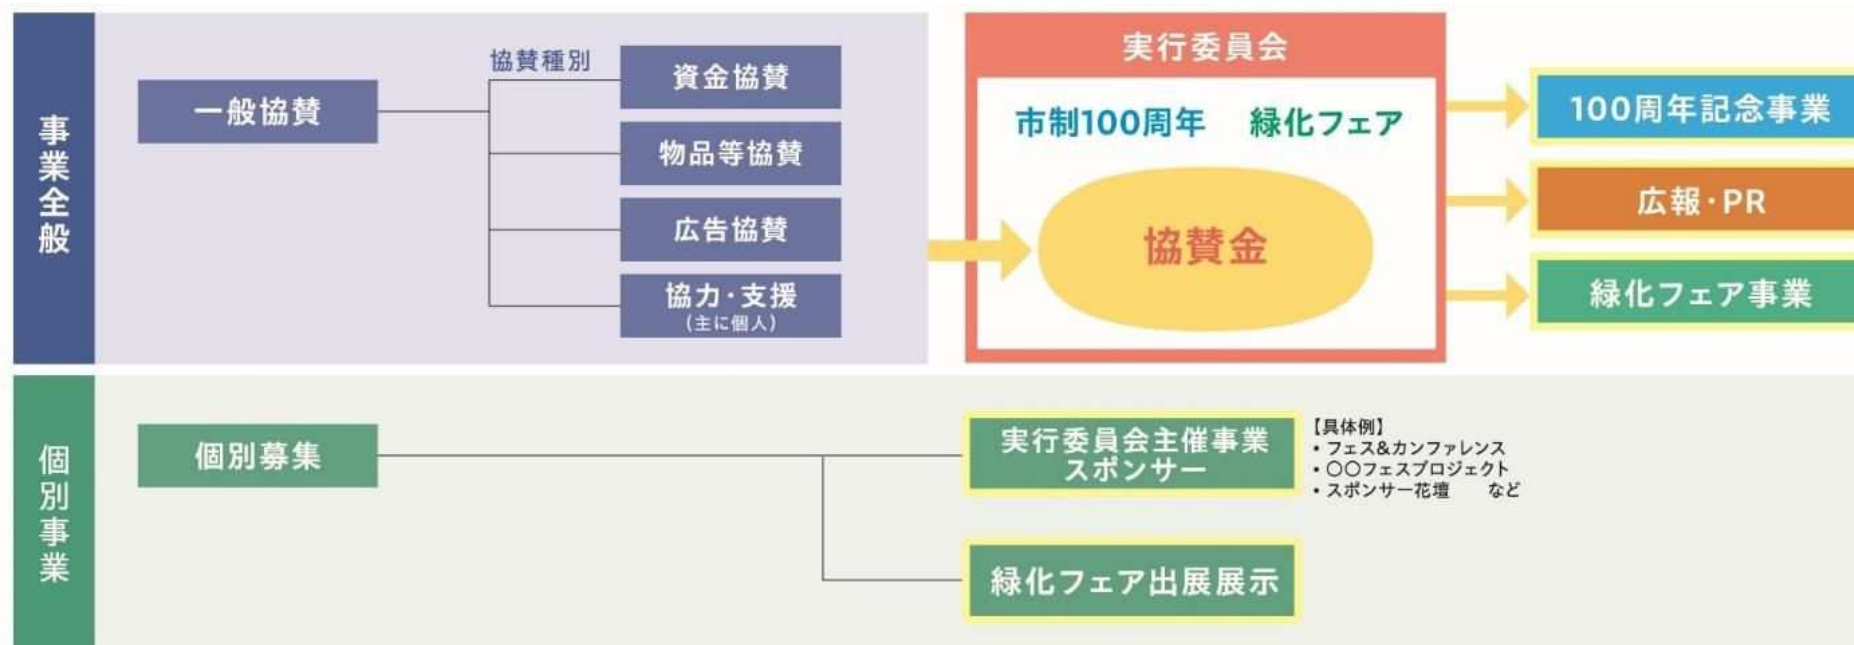 事業全般
一般協賛
協賛種別
資金協賛
物品等協賛
広告協賛
協力・支援
(主に個人)
実行委員会
市制100周年 緑化フェア
協賛金
100周年記念事業
広報・PR
緑化フェア事業
個別事業
個別募集
実行委員会主催事業
スポンサー
【具体例】
・フェス&カンファレンス
・〇〇フェスプロジェクト
・スポンサー花壇 など
緑化フェア出展展示